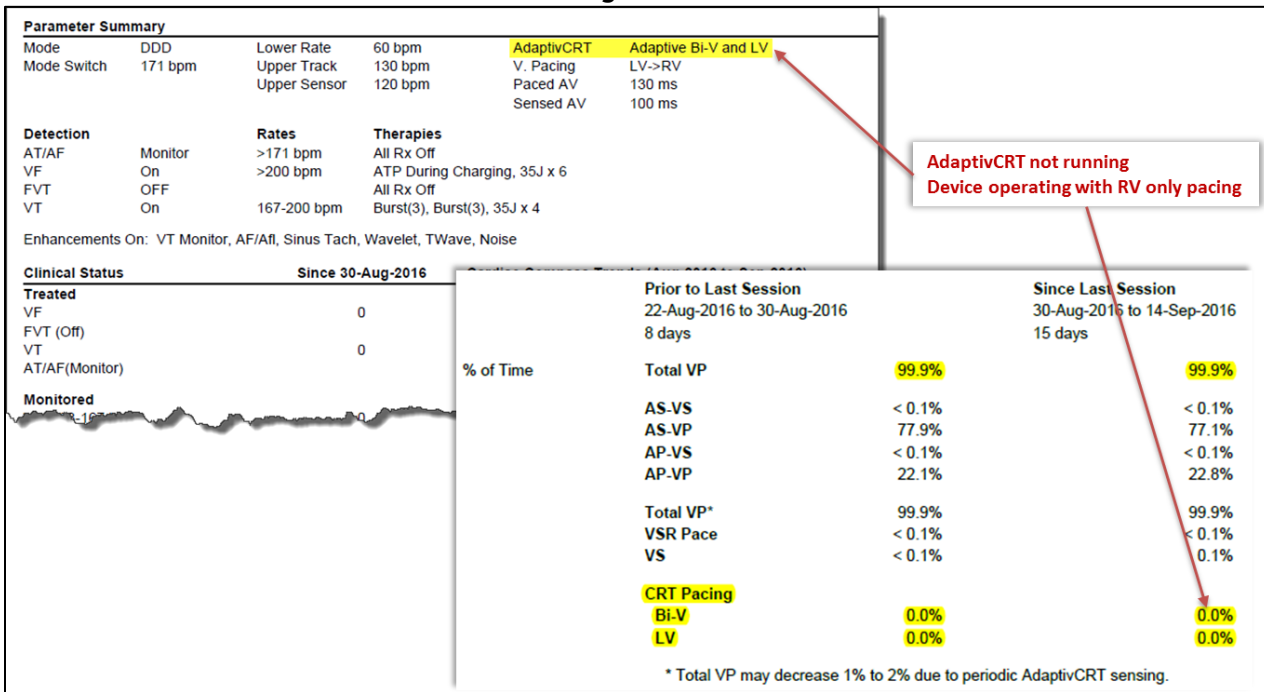 Parameter Summary
Mode DDD Lower Rate 60 bpm AdaptivCRT Adaptive Bi-V and LV
Mode Switch 171 bpm Upper Track 130 bpm V. Pacing LV->RV
Upper Sensor 120 bpm Paced AV 130 ms
Sensed AV 100 ms
Detection Rates Therapies
AT/AF Monitor >171 bpm All Rx Off
VF On >200 bpm ATP During Charging, 35J x 6
FVT OFF All Rx Off
VT On 167-200 bpm Burst(3), Burst(3), 35J x 4
Enhancements On: VT Monitor, AF/Afl, Sinus Tach, Wavelet, TWave, Noise
AdaptivCRT not running
Device operating with RV only pacing
Clinical Status Since 30-Aug-2016
Treated
VF 0
FVT (Off)
VT 0
AT/AF(Monitor)
Monitored
Prior to Last Session Since Last Session
22-Aug-2016 to 30-Aug-2016 30-Aug-2016 to 14-Sep-2016
8 days 15 days
% of Time Total VP 99.9% 99.9%
AS-VS < 0.1% < 0.1%
AS-VP 77.9% 77.1%
AP-VS < 0.1% < 0.1%
AP-VP 22.1% 22.8%
Total VP* 99.9% 99.9%
VSR Pace < 0.1% < 0.1%
VS < 0.1% 0.1%
CRT Pacing
Bi-V 0.0% 0.0%
LV 0.0% 0.0%
* Total VP may decrease 1% to 2% due to periodic AdaptivCRT sensing.